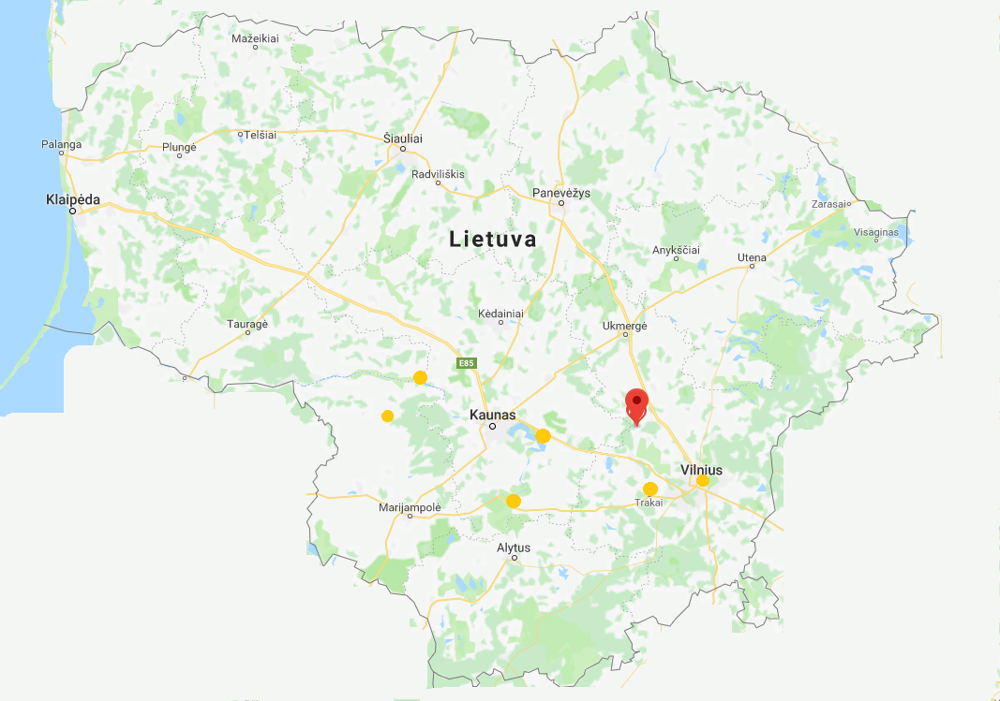 Mažeikiai
Palanga
Plungė
Telšiai
Šiauliai
Radviliškis
Klaipėda
Panevėžys
Zarasai
Visaginas
Lietuva
Anykščiai
Utena
Kėdainiai
Tauragė
Ukmergė
E85
Kaunas
Vilnius
Trakai
Marijampolė
Alytus